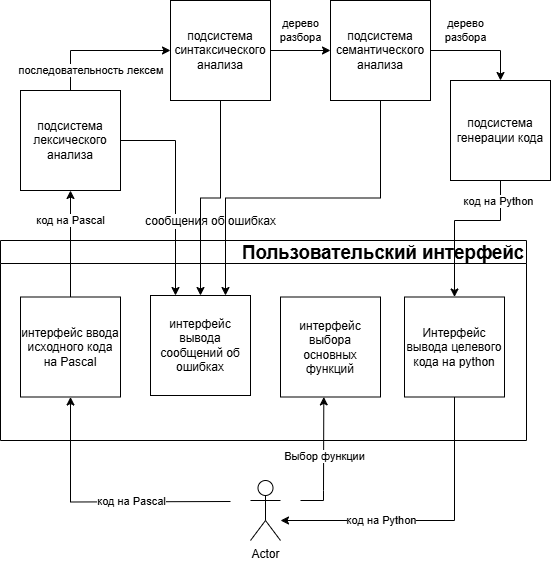 подсистема
синтаксического
анализа
дерево
разбора
подсистема
семантического
анализа
дерево
разбора
последовательность лексем
подсистема
лексического
анализа
подсистема
генерации кода
код на Pascal
сообщения об ошибках
код на Python
Пользовательский интерфейс
интерфейс ввода
исходного кода
на Pascal
интерфейс
вывода
сообщений об
ошибках
интерфейс
выбора
основных
функций
Интерфейс
вывода целевого
кода на python
Выбор функции
код на Pascal
код на Python
Actor